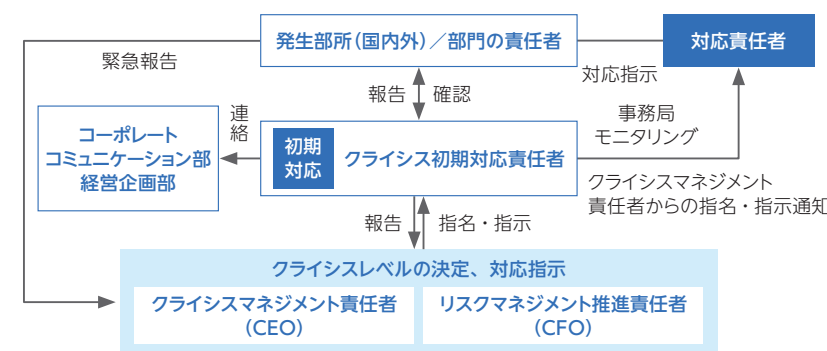 発生部所（国内外）／部門の責任者
対応責任者
緊急報告
対応指示
報告
確認
連絡
事務局
モニタリング
コーポレート
コミュニケーション部
経営企画部
初期
対応
クライシス初期対応責任者
クライシスマネジメント
責任者からの指名・指示通知
報告
指名・指示
クライシスレベルの決定、対応指示
クライシスマネジメント責任者
（CEO）
リスクマネジメント推進責任者
（CFO）